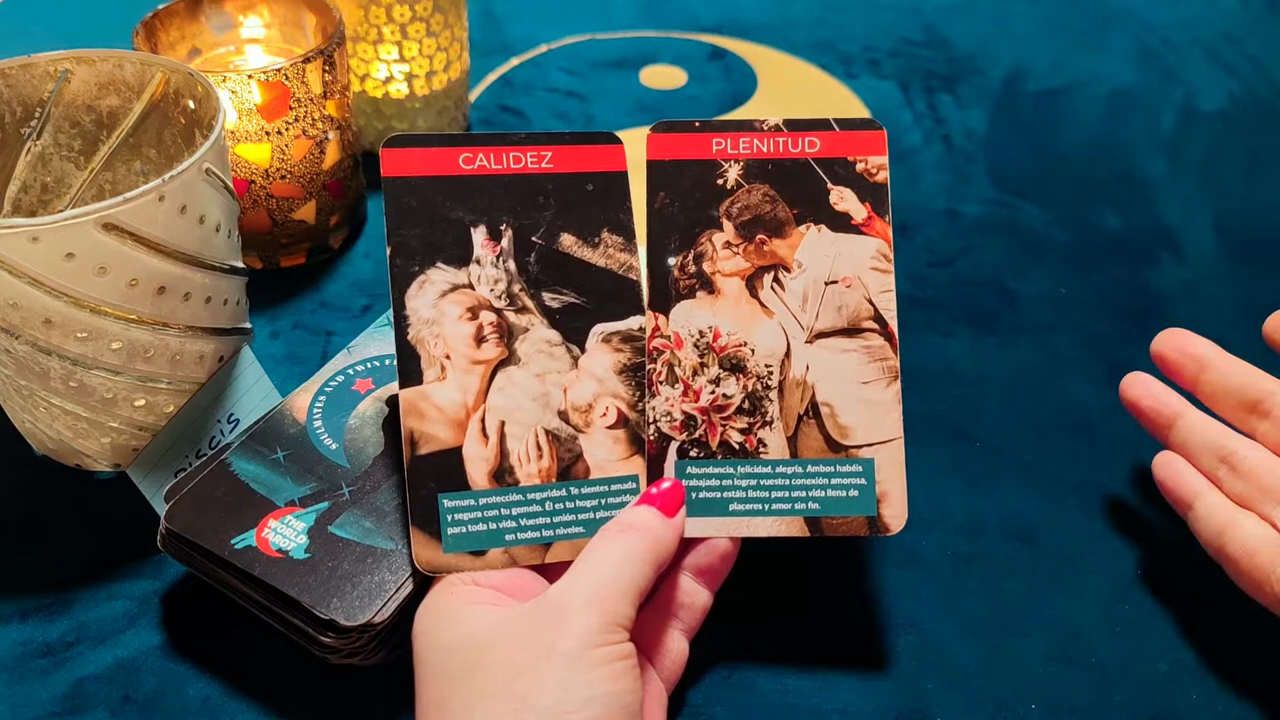 CALIDEZ
Ternura, protección, seguridad. Te sientes amada
y segura con tu gemelo. Él es tu hogar y marido
para toda la vida. Vuestra unión será
en todos los niveles.
PLENITUD
Abundancia, felicidad, alegría. Ambos habéis
trabajado en lograr vuestra conexión amorosa,
y ahora estáis listos para una vida llena de
placeres y amor sin fin.
SOULMATES AND TWIN
THE
WORLD
TAROT
PISCIS